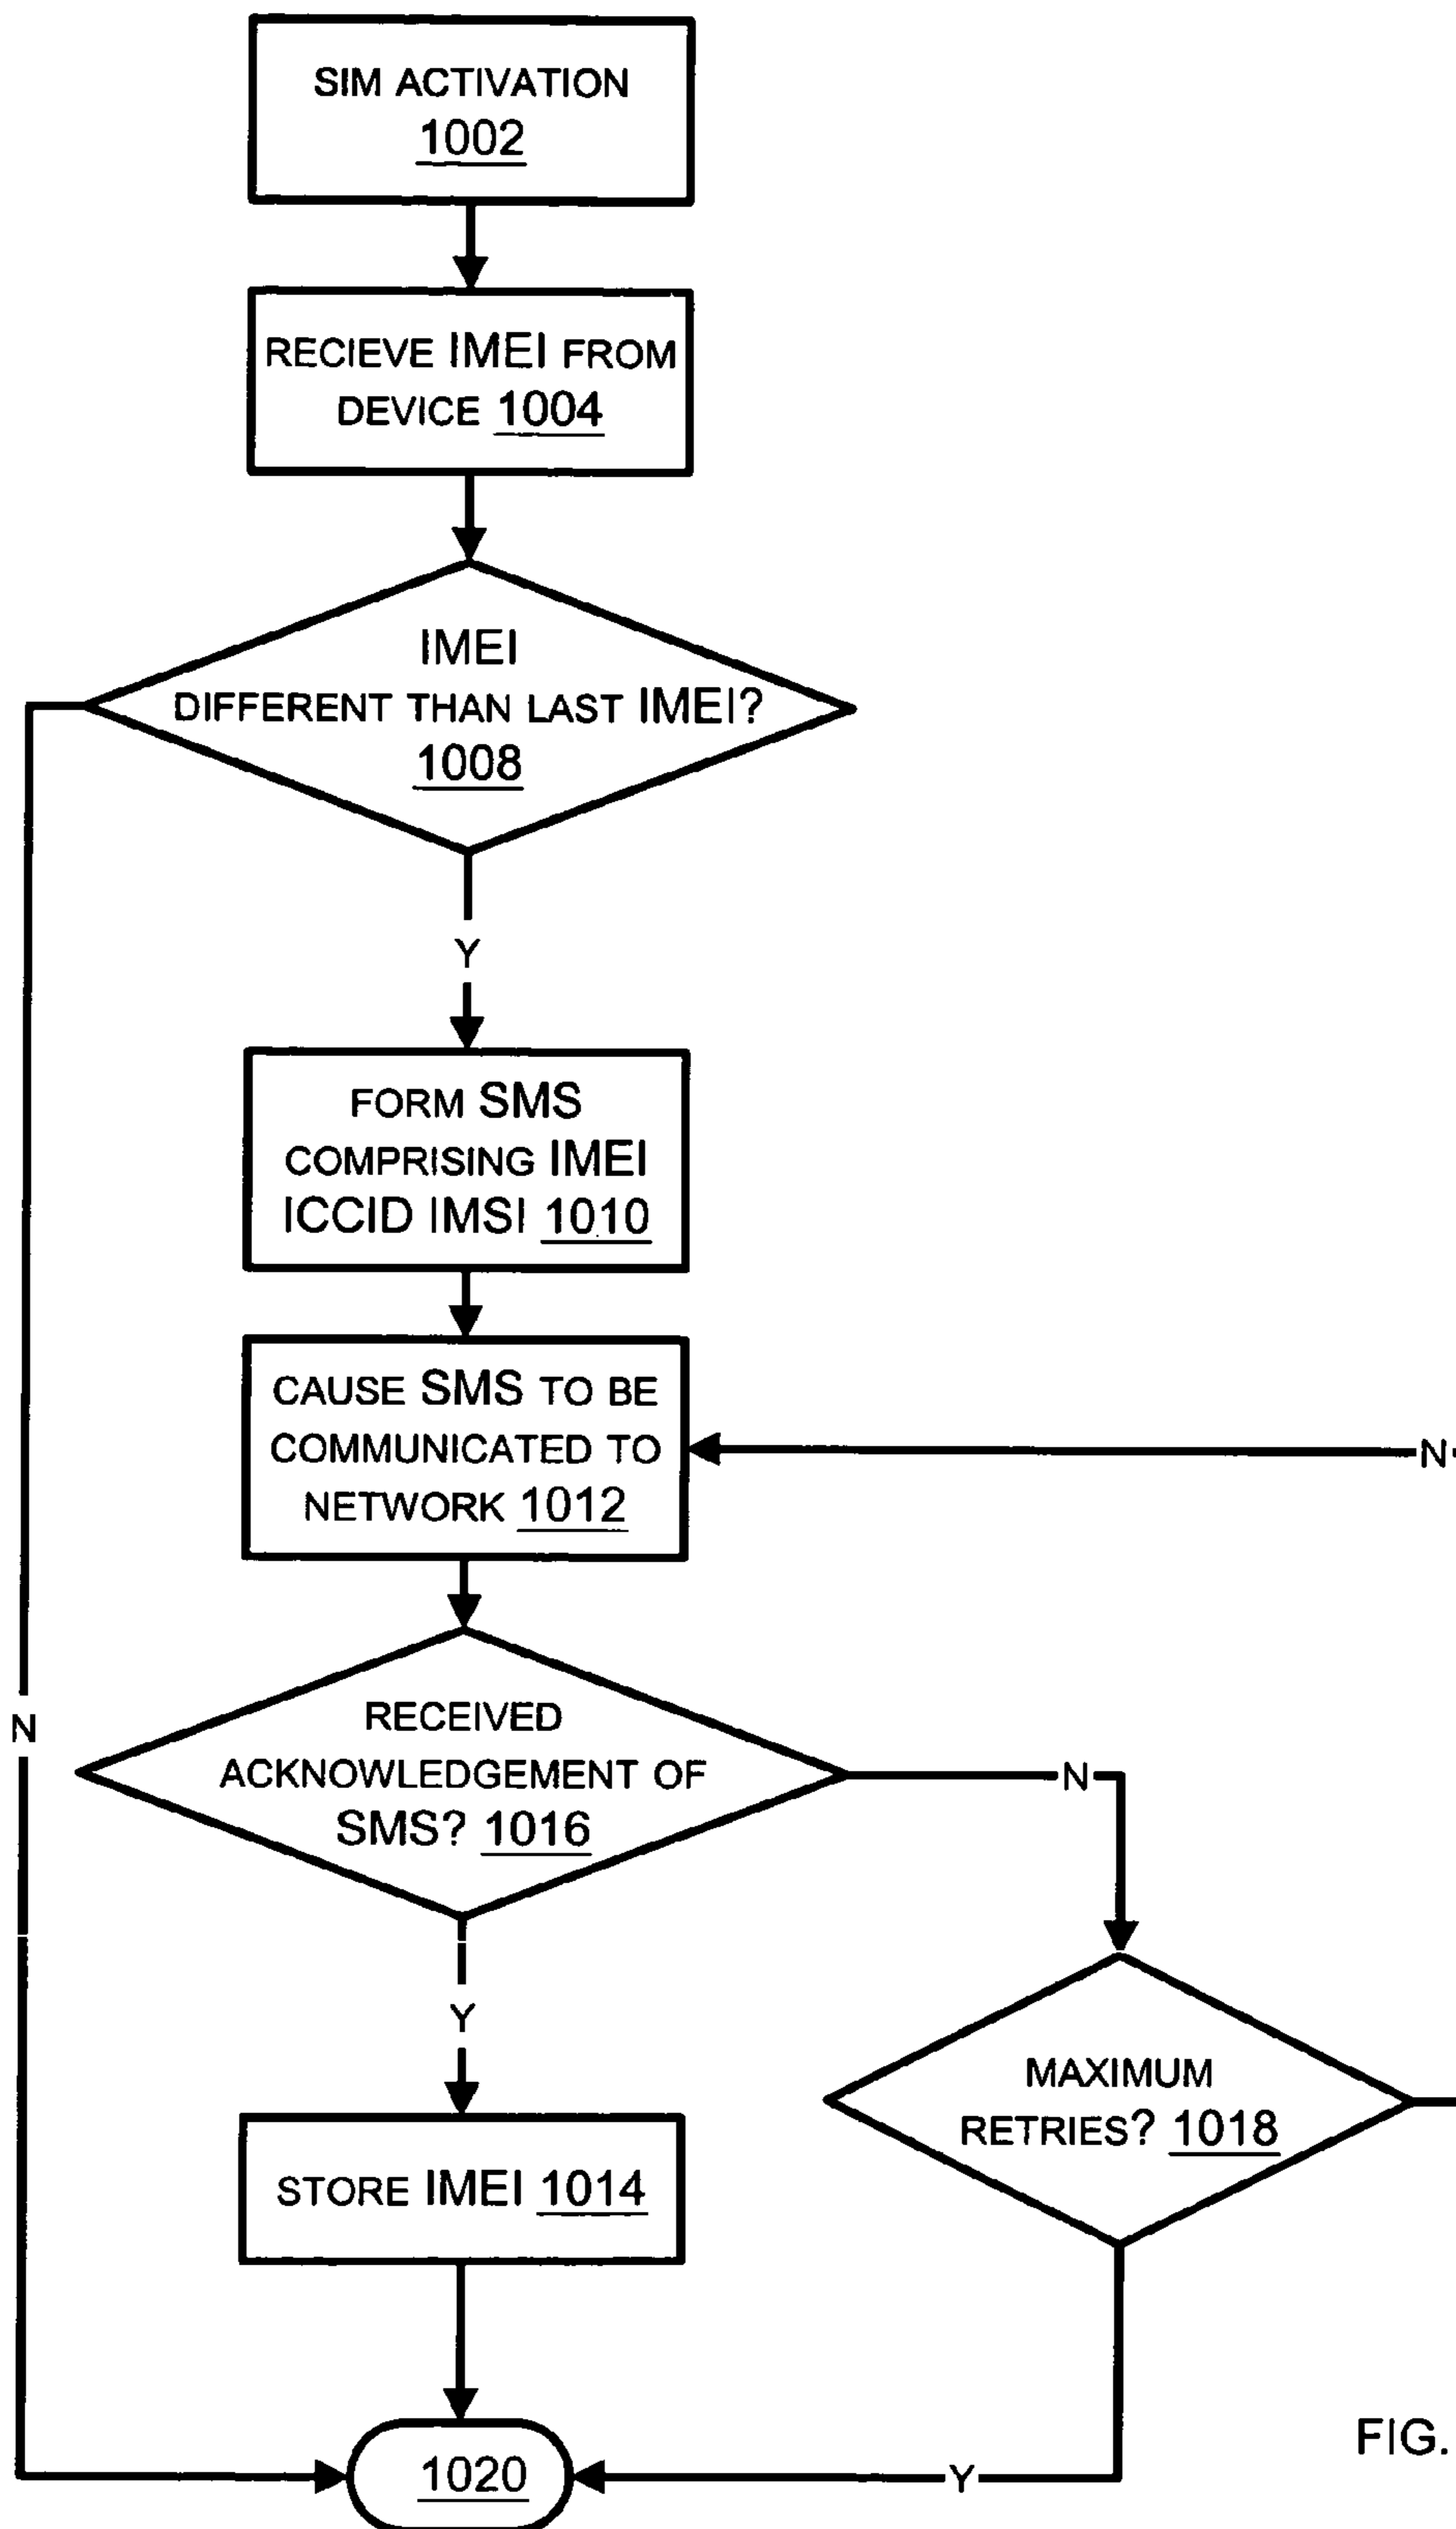 SIM ACTIVATION
1002
RECIEVE IMEI FROM
DEVICE 1004
IMEI
DIFFERENT THAN LAST IMEI?
1008
Y
FORM SMS
COMPRISING IMEI
ICCID IMSI 1010
CAUSE SMS TO BE
COMMUNICATED TO
NETWORK 1012
N
RECEIVED
ACKNOWLEDGEMENT OF
SMS? 1016
N
N
Y
MAXIMUM
RETRIES? 1018
STORE IMEI 1014
FIG.
1020
Y